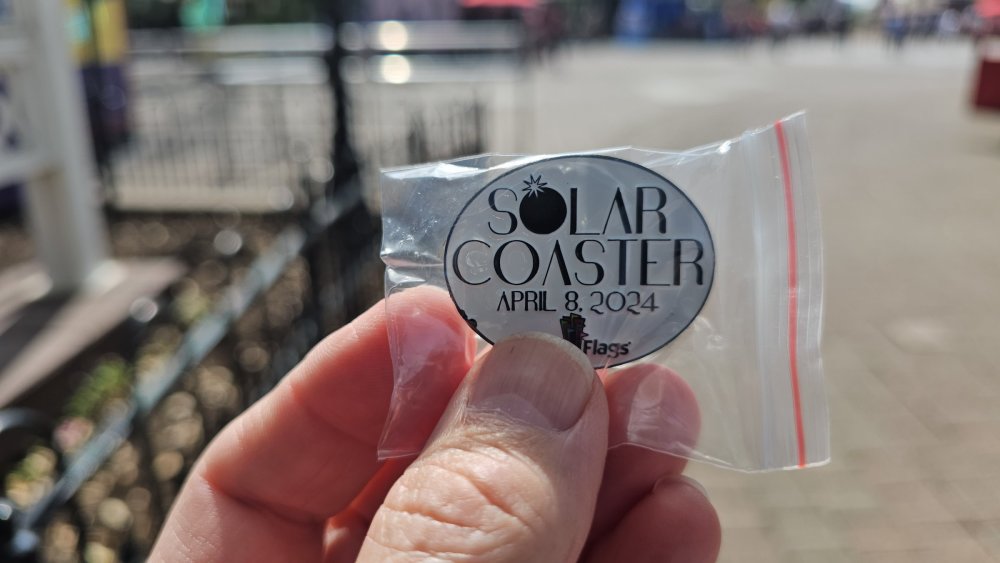 SOLAR
COASTER
APRIL 8, 2024
Flags